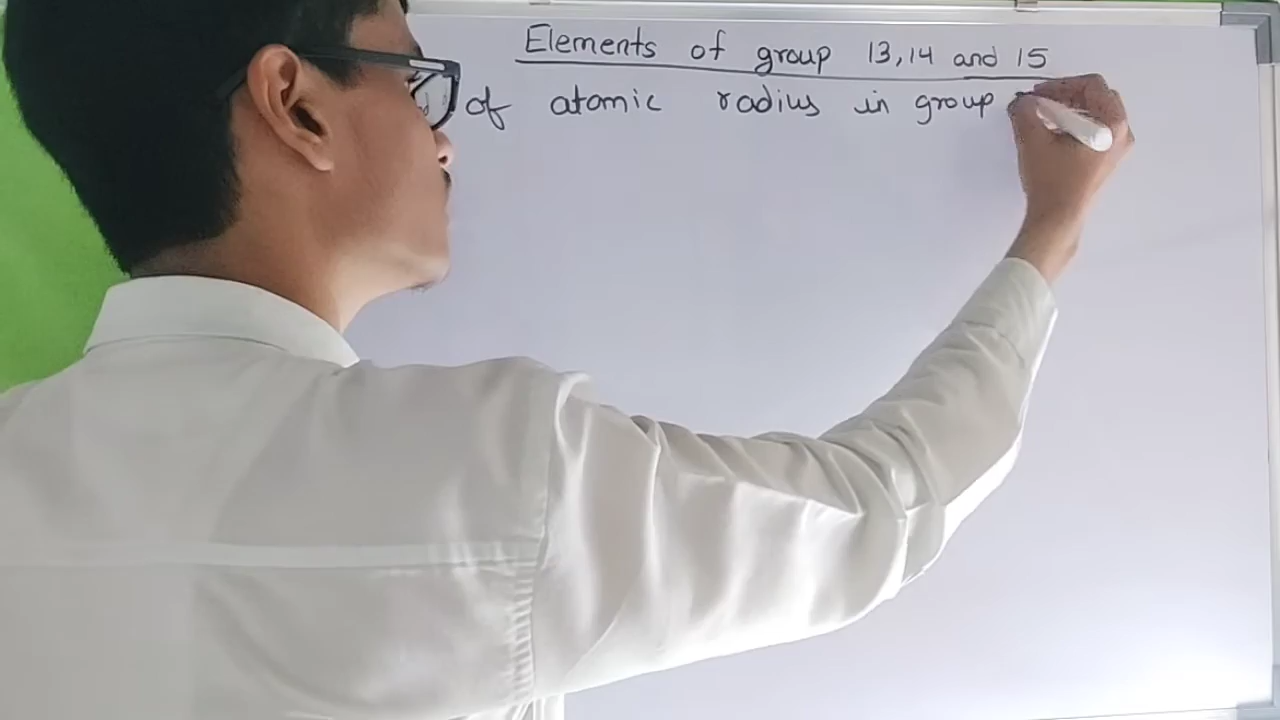 Elements of group 13, 14 and 15
of atomic radius in group